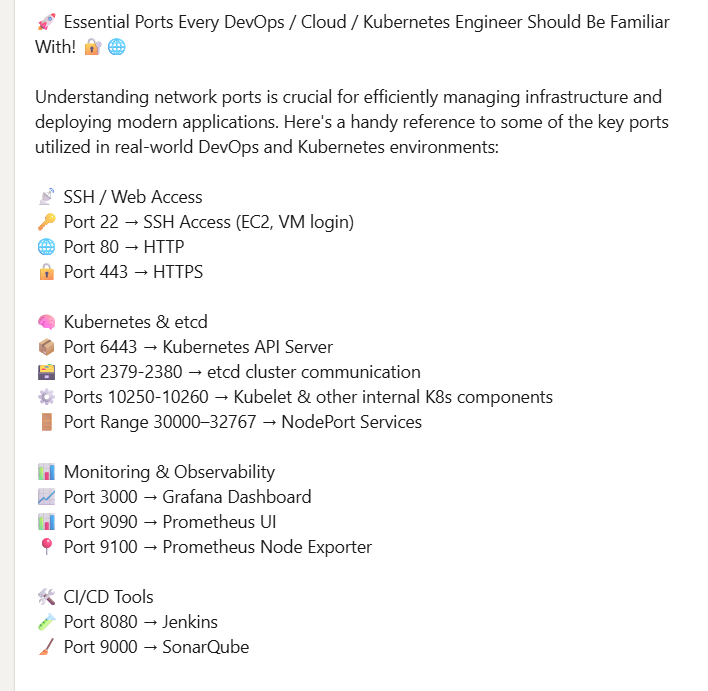 🚀 Essential Ports Every DevOps / Cloud / Kubernetes Engineer Should Be Familiar
With! 🔐 🌐
Understanding network ports is crucial for efficiently managing infrastructure and
deploying modern applications. Here's a handy reference to some of the key ports
utilized in real-world DevOps and Kubernetes environments:
📡 SSH / Web Access
🔑 Port 22 → SSH Access (EC2, VM login)
🌐 Port 80 → HTTP
🔒 Port 443 → HTTPS
🧠 Kubernetes & etcd
📦 Port 6443 → Kubernetes API Server
🗃️ Port 2379-2380 → etcd cluster communication
⚙️ Ports 10250-10260 → Kubelet & other internal K8s components
🚪 Port Range 30000–32767 → NodePort Services
📊 Monitoring & Observability
📈 Port 3000 → Grafana Dashboard
📊 Port 9090 → Prometheus UI
📍 Port 9100 → Prometheus Node Exporter
🛠️ CI/CD Tools
🧪 Port 8080 → Jenkins
🧹 Port 9000 → SonarQube